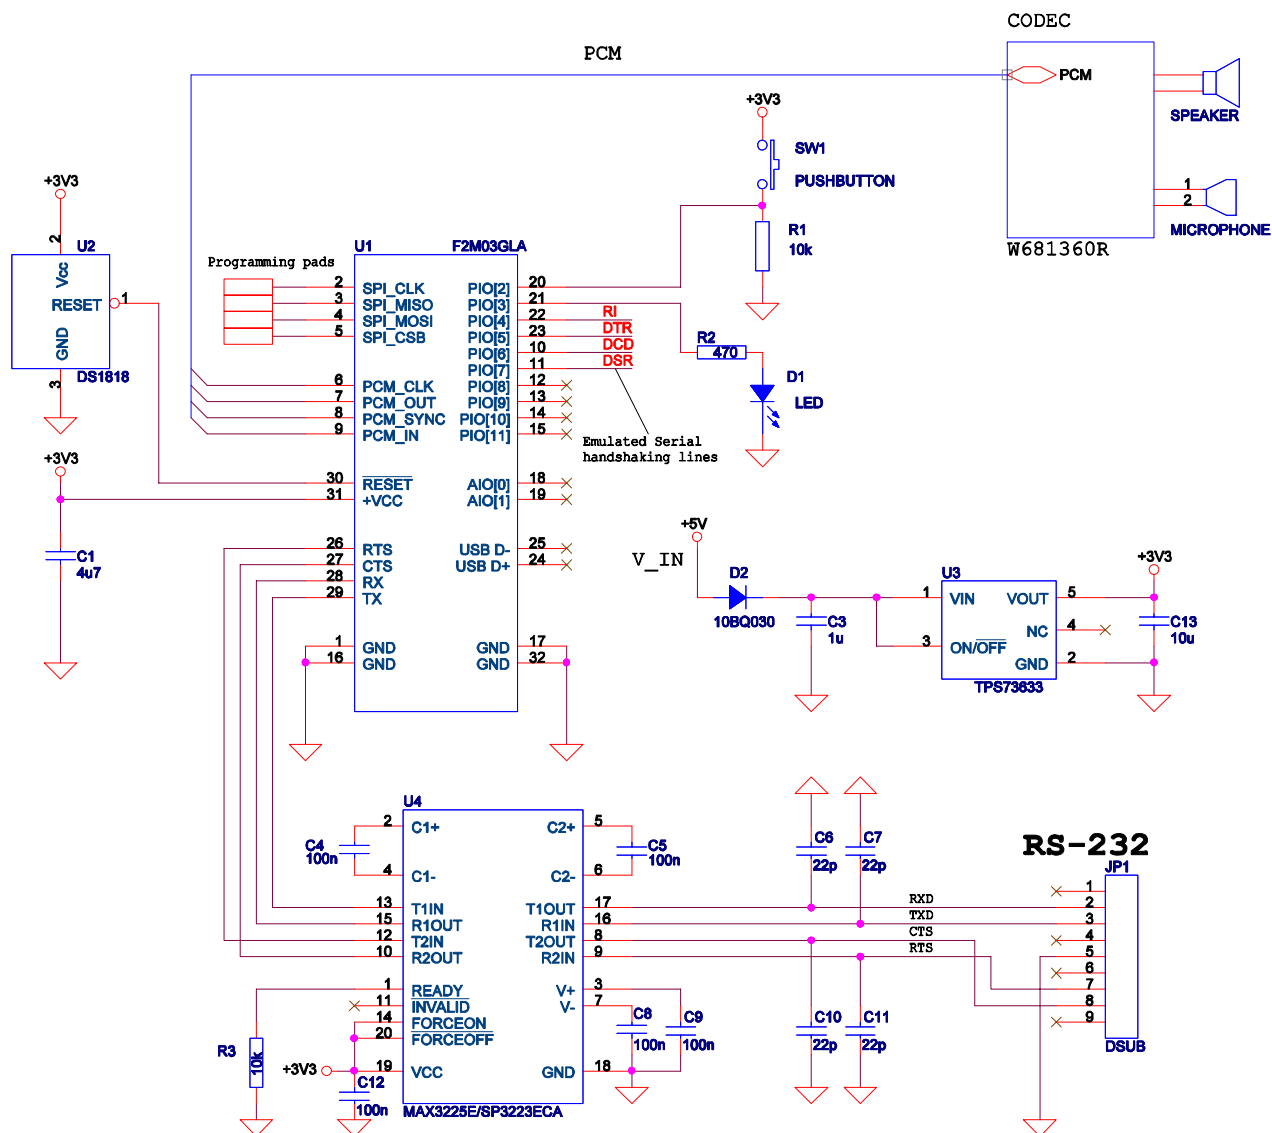 CODEC
PCM
PCM
SPEAKER
1
2
MICROPHONE
W681360R
+3V3
SW1
PUSHBUTTON
R1
10k
+3V3
2
U2
Vcc
RESET
1
GND
3
DS1818
Programming pads
U1
F2M03GLA
2 SPI_CLK
3 SPI_MISO
4 SPI_MOSI
5 SPI_CSB
6 PCM_CLK
7 PCM_OUT
8 PCM_SYNC
9 PCM_IN
30 RESET
31 +VCC
26 RTS
27 CTS
28 RX
29 TX
1 GND
16 GND
PIO[2] 20
PIO[3] 21
PIO[4] 22 RI
PIO[5] 23 DTR
PIO[6] 10 DCD
PIO[7] 11 DSR
PIO[8] 12
PIO[9] 13
PIO[10] 14
PIO[11] 15
AIO[0] 18
AIO[1] 19
USB D- 25
USB D+ 24
GND 17
GND 32
R2
470
D1
LED
Emulated Serial
handshaking lines
+3V3
C1
4u7
+5V
V_IN
D2
10BQ030
C3
1u
U3
1 VIN
3 ON/OFF
VOUT 5
NC 4
GND 2
TPS73633
+3V3
C13
10u
U4
2 C1+
4 C1-
13 T1IN
15 R1OUT
12 T2IN
10 R2OUT
1 READY
11 INVALID
14 FORCEON
20 FORCEOFF
19 VCC
C2+ 5
C2- 6
T1OUT 17
R1IN 16
T2OUT 8
R2IN 9
V+ 3
V- 7
GND 18
MAX3225E/SP3223ECA
C4
100n
C5
100n
R3
10k
+3V3
C12
100n
C8
100n
C9
100n
C6
22p
C7
22p
C10
22p
C11
22p
RXD
TXD
CTS
RTS
RS-232
JP1
1
2
3
4
5
6
7
8
9
DSUB